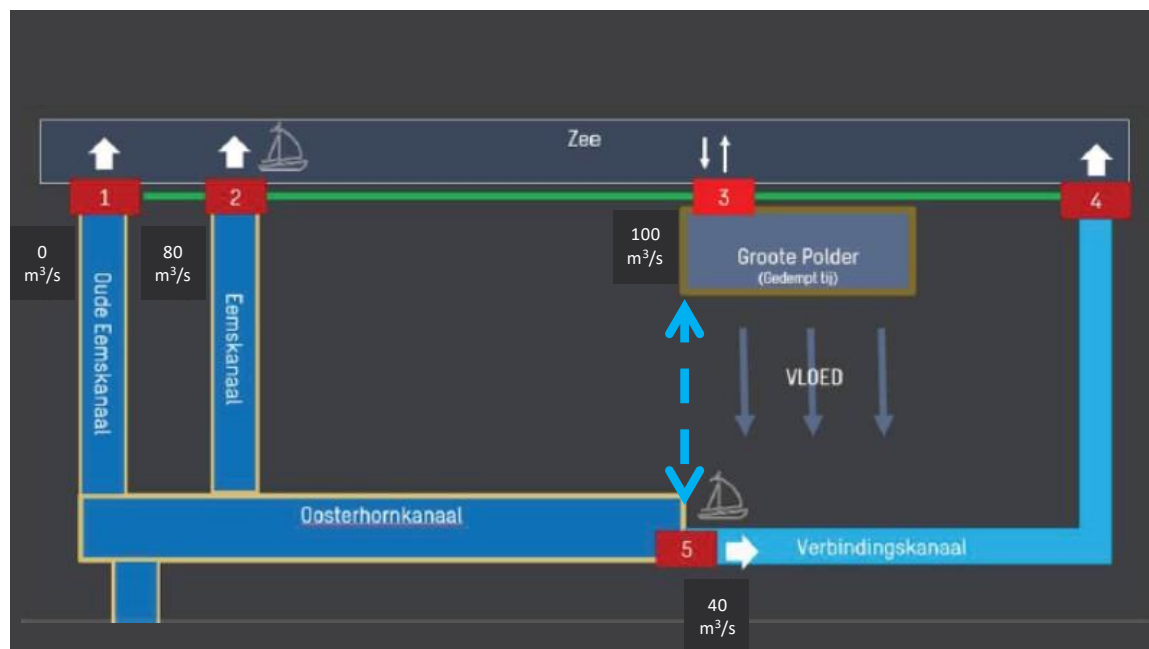 Zee
1
2
3
4
0
m³/s
80
m³/s
100
m³/s
Groote Polder
(Gedempt tij)
Oude Eemskanaal
Eemskanaal
VLOED
Oosterhornkanaal
5
Verbindingskanaal
40
m³/s